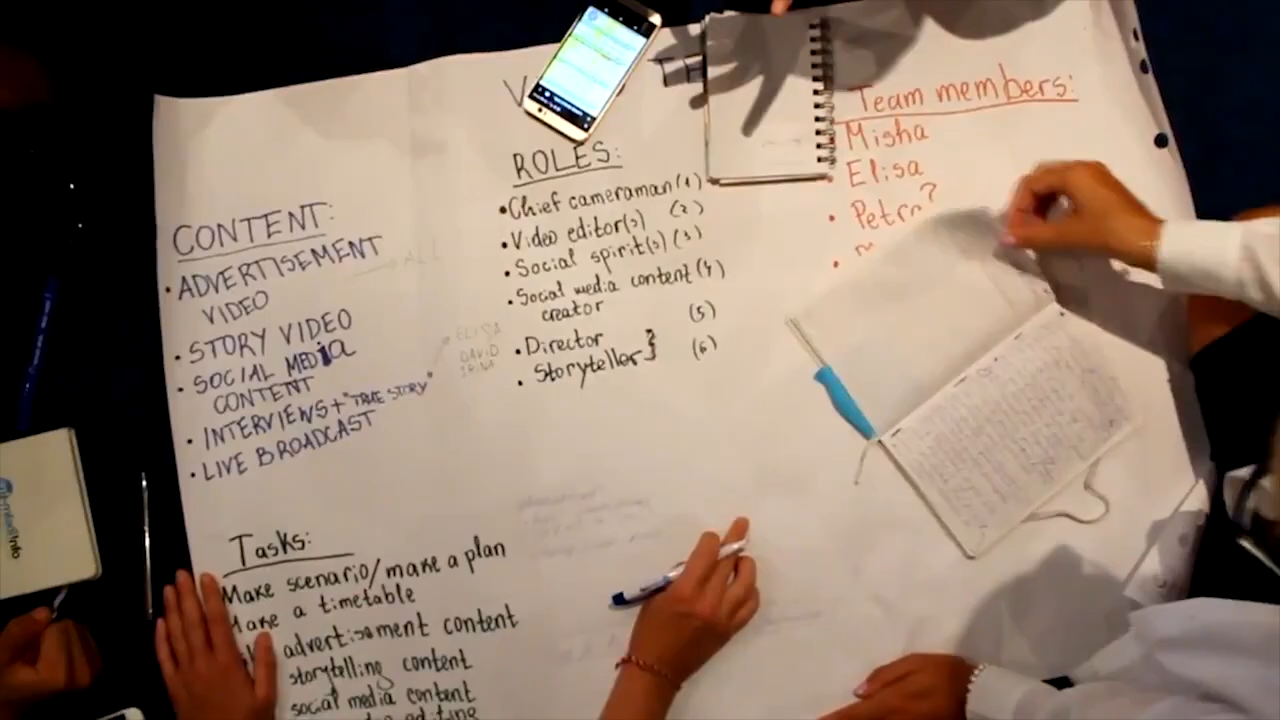 CONTENT:
• ADVERTISEMENT
VIDEO
• STORY VIDEO
• SOCIAL MEDIA
CONTENT
• INTERVIEWS + "TRUE STORY"
• LIVE BROADCAST
ALL
ELISA
DAVID
IRINA
ROLES:
• Chief cameraman (1)
• Video editor(s) (2)
• Social spirit(s) (3)
• Social media content (4)
creator
• Director (5)
• Storyteller } (6)
Team members:
• Misha
• Elisa
• Petra?
Tasks:
Make scenario/make a plan
Make a timetable
advertisement content
storytelling content
social media content
editing